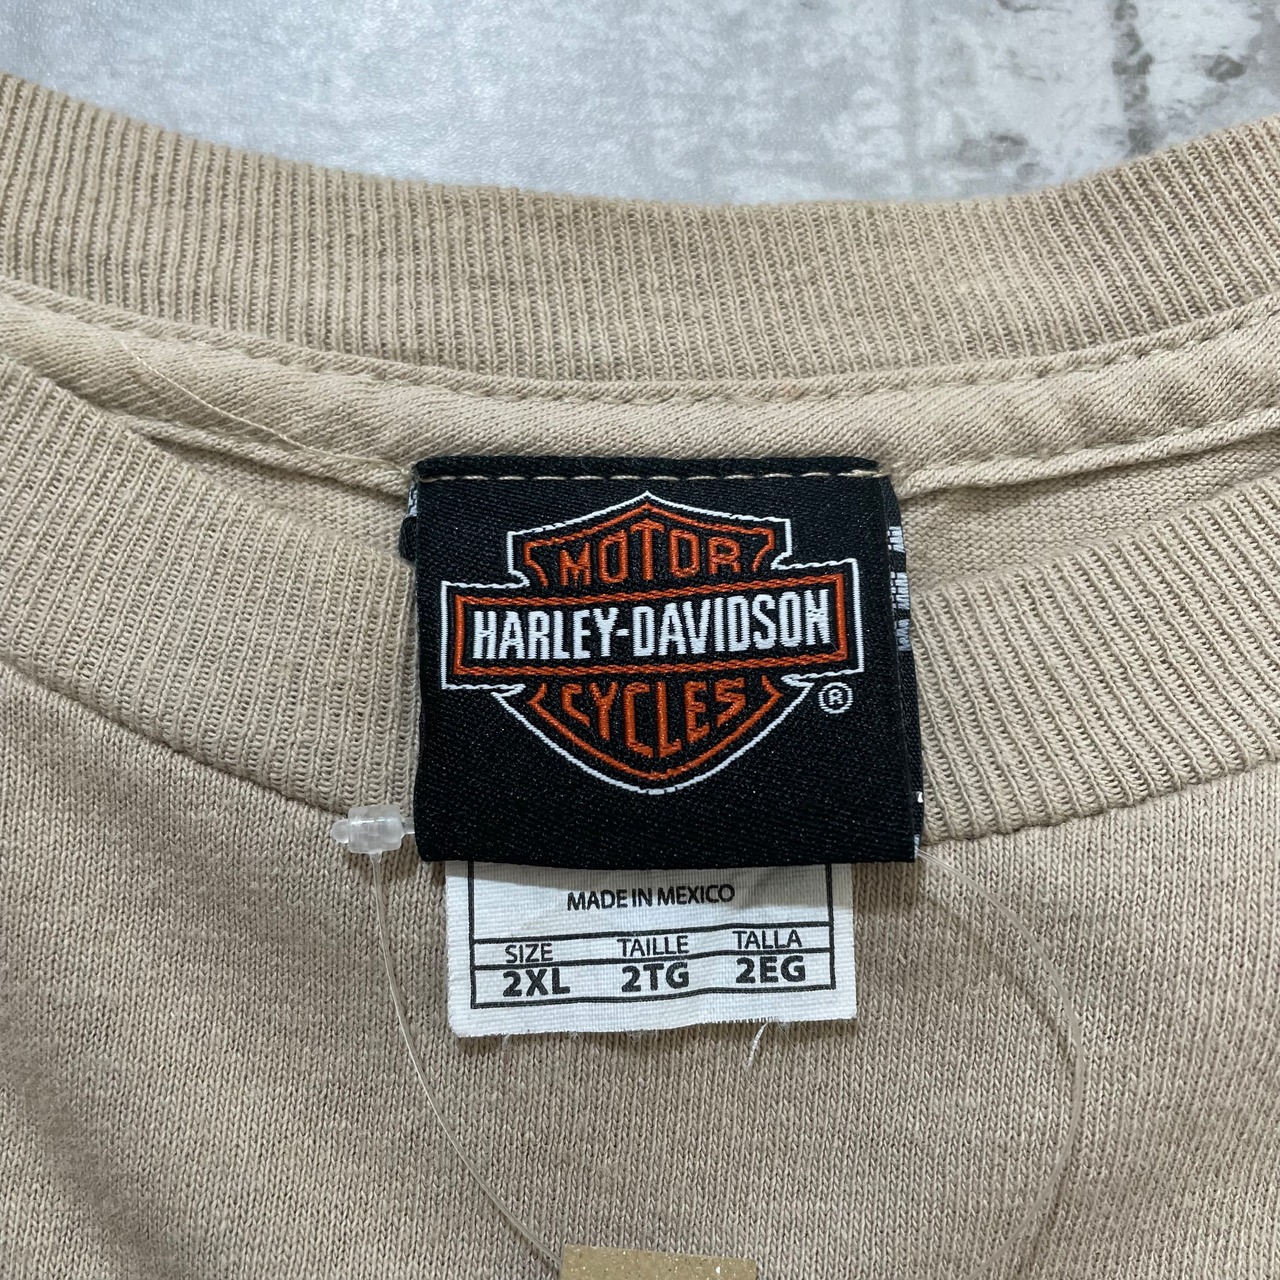 MOTOR
HARLEY-DAVIDSON
CYCLES
®
MADE IN MEXICO
SIZE TAILLE TALLA
2XL 2TG 2EG